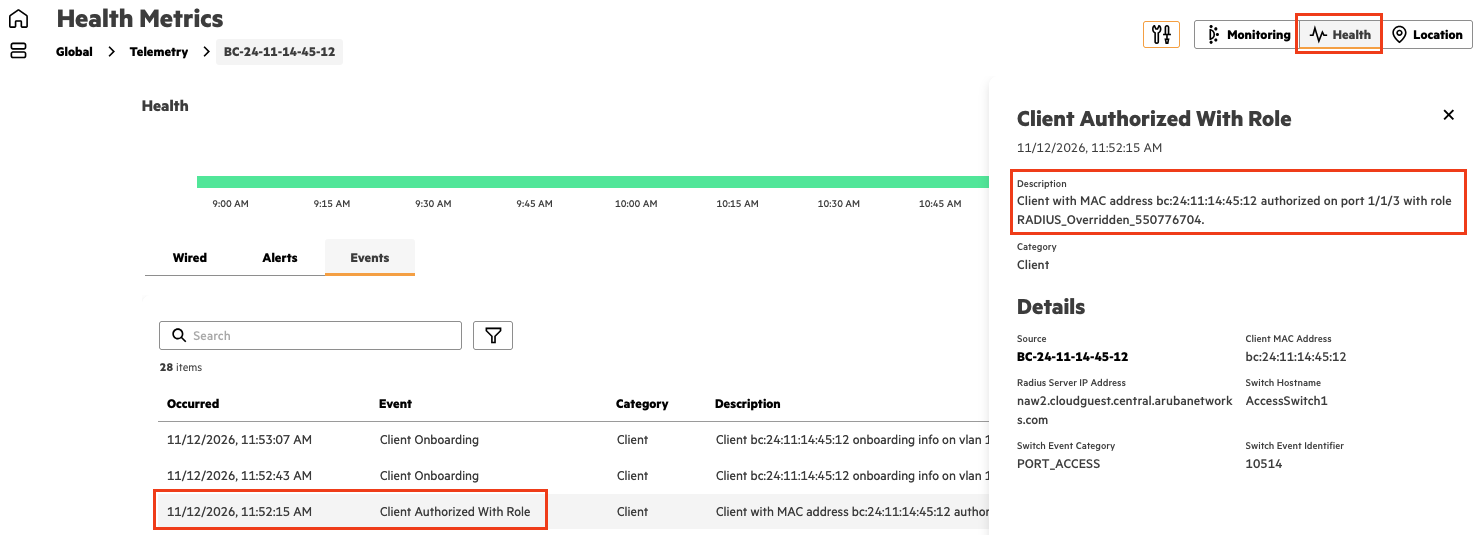 Health Metrics
Global > Telemetry > BC-24-11-14-45-12
Monitoring Health Location
Health
9:00 AM 9:15 AM 9:30 AM 9:45 AM 10:00 AM 10:15 AM 10:30 AM 10:45 AM
Wired Alerts Events
Search
28 items
Occurred Event Category Description
11/12/2026, 11:53:07 AM Client Onboarding Client Client bc:24:11:14:45:12 onboarding info on vlan 1
11/12/2026, 11:52:43 AM Client Onboarding Client Client bc:24:11:14:45:12 onboarding info on vlan 1
11/12/2026, 11:52:15 AM Client Authorized With Role Client Client with MAC address bc:24:11:14:45:12 author
Client Authorized With Role
11/12/2026, 11:52:15 AM
Description
Client with MAC address bc:24:11:14:45:12 authorized on port 1/1/3 with role
RADIUS_Overridden_550776704.
Category
Client
Details
Source Client MAC Address
BC-24-11-14-45-12 bc:24:11:14:45:12
Radius Server IP Address Switch Hostname
naw2.cloudguest.central.arubanetwork AccessSwitch1
s.com
Switch Event Category Switch Event Identifier
PORT_ACCESS 10514